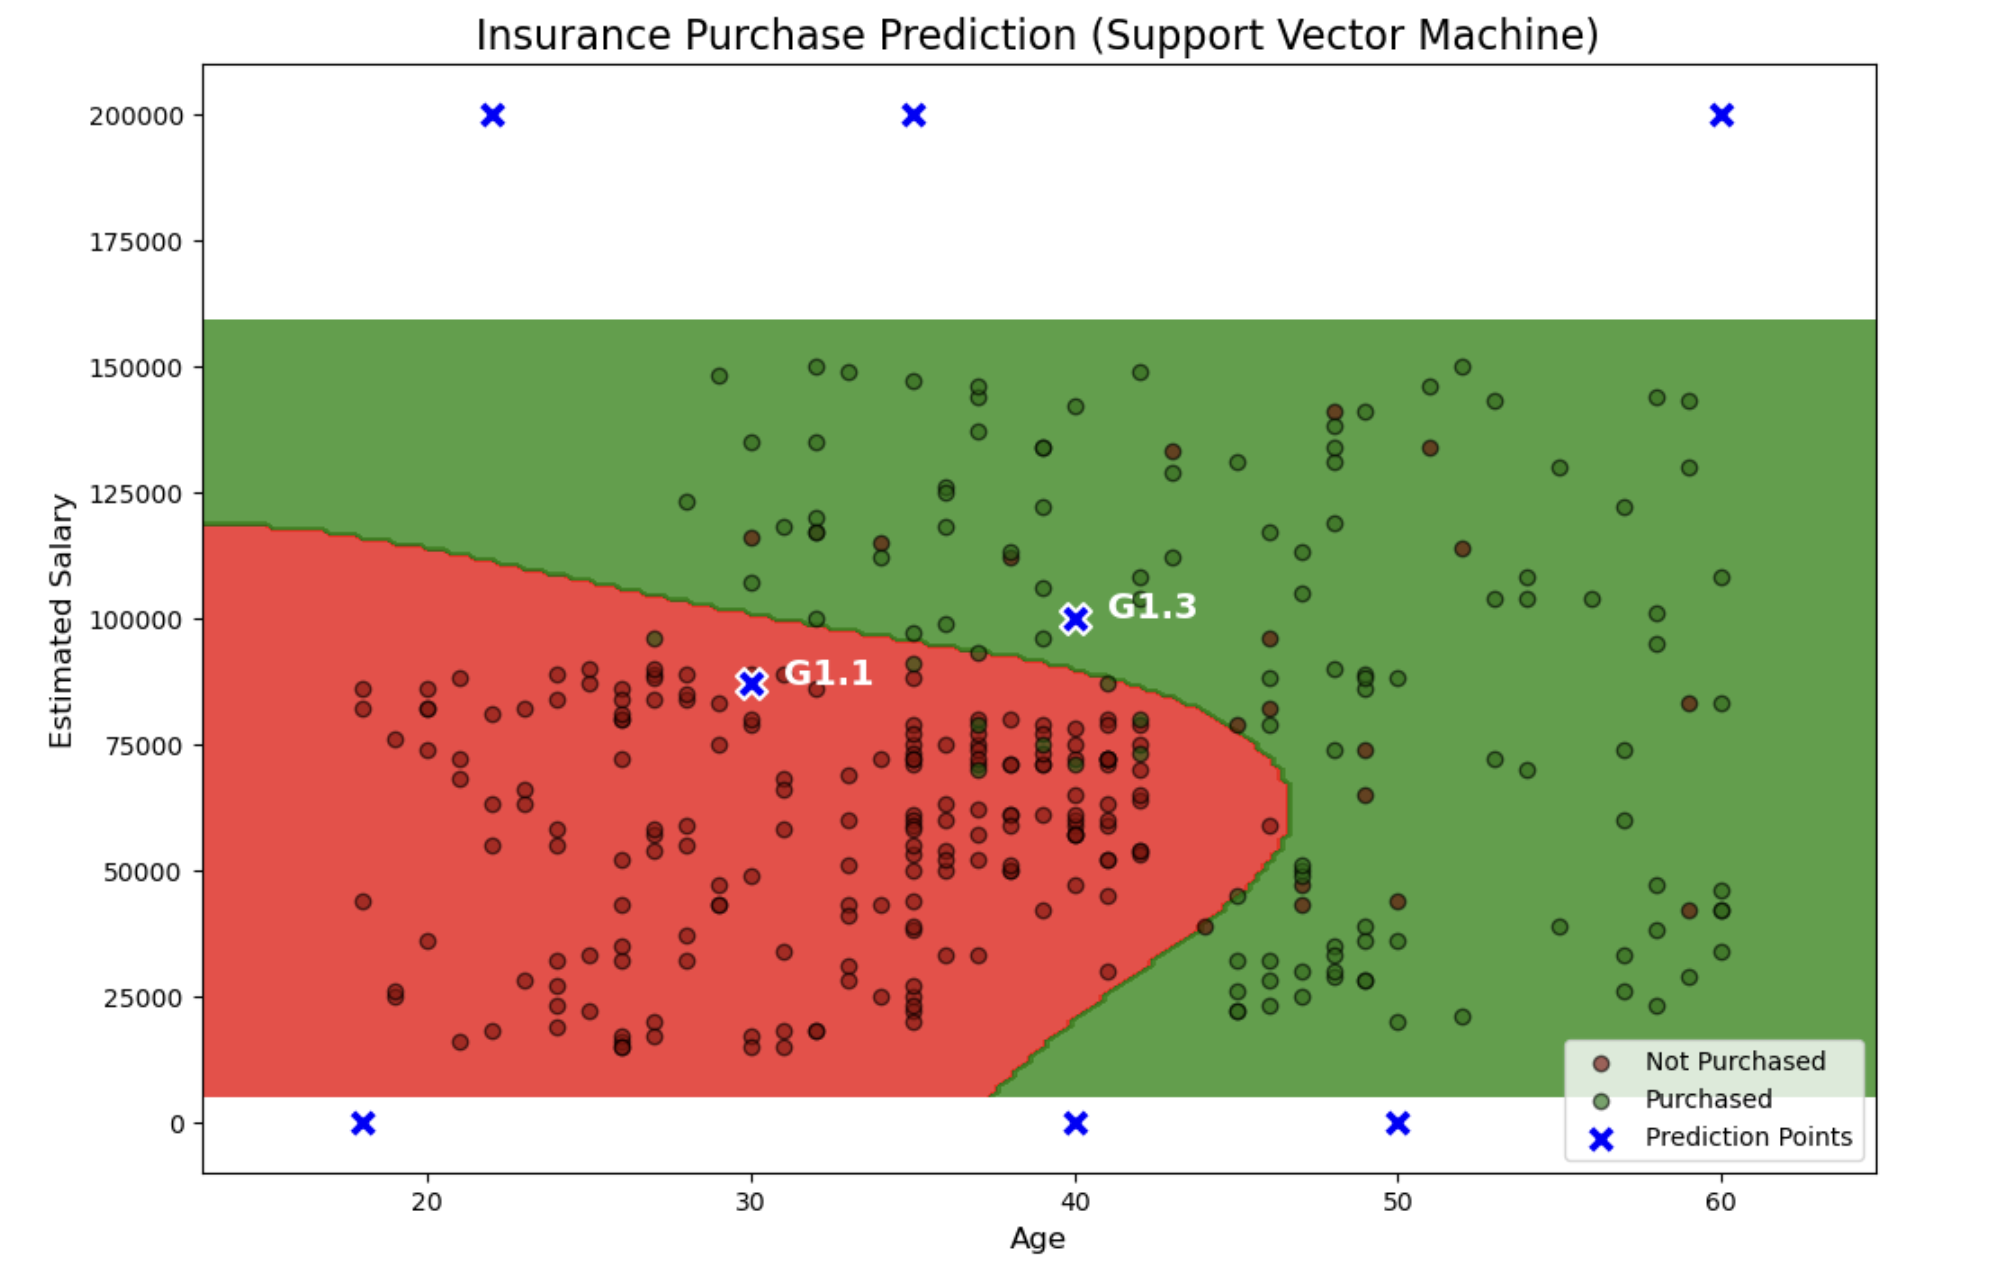 Insurance Purchase Prediction (Support Vector Machine)
200000
175000
150000
125000
100000
75000
50000
25000
0
Estimated Salary
G1.3
G1.1
Not Purchased
Purchased
Prediction Points
20 30 40 50 60
Age